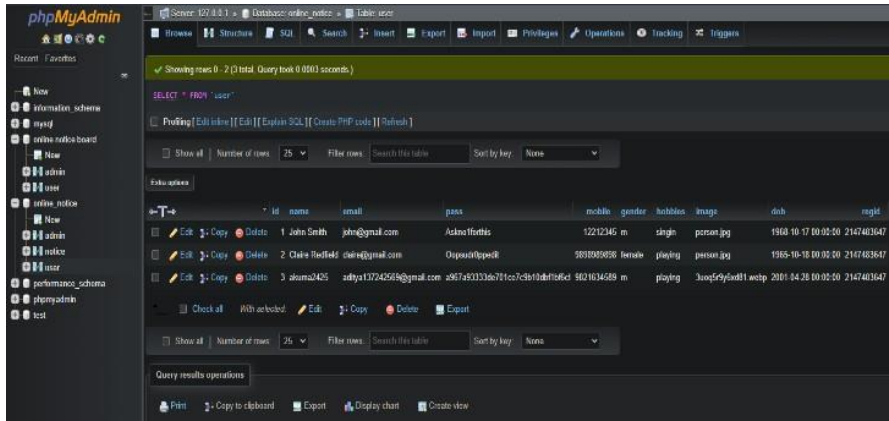 phpMyAdmin
Server: 127.0.0.1 » Database: online_notice » Table: user
Browse Structure SQL Search Insert Export Import Privileges Operations Tracking Triggers
Recent Favorites
New
information_schema
mysql
online notice board
New
admin
user
online_notice
New
admin
notice
user
performance_schema
phpmyadmin
test
Showing rows 0 - 2 (3 total, Query took 0.0003 seconds.)
SELECT * FROM `user`
Profiling [ Edit inline ] [ Edit ] [ Explain SQL ] [ Create PHP code ] [ Refresh ]
Show all Number of rows: 25 Filter rows: Search this table Sort by key: None
Extra options
id name email pass mobile gender hobbies image dob regid
Edit Copy Delete 1 John Smith john@gmail.com 12212345 m singin person.jpg 1968-10-17 00:00:00 2147483647
Edit Copy Delete 2 Claire Redfield claire@gmail.com 9898989898 female playing person.jpg 1965-10-18 00:00:00 2147483647
Edit Copy Delete 3 akuma2425 aditya137242569@gmail.com 9821634689 m playing 2001-04-28 00:00:00 2147483647
Check all With selected: Edit Copy Delete Export
Show all Number of rows: 25 Filter rows: Search this table Sort by key: None
Query results operations
Print Copy to clipboard Export Display chart Create view